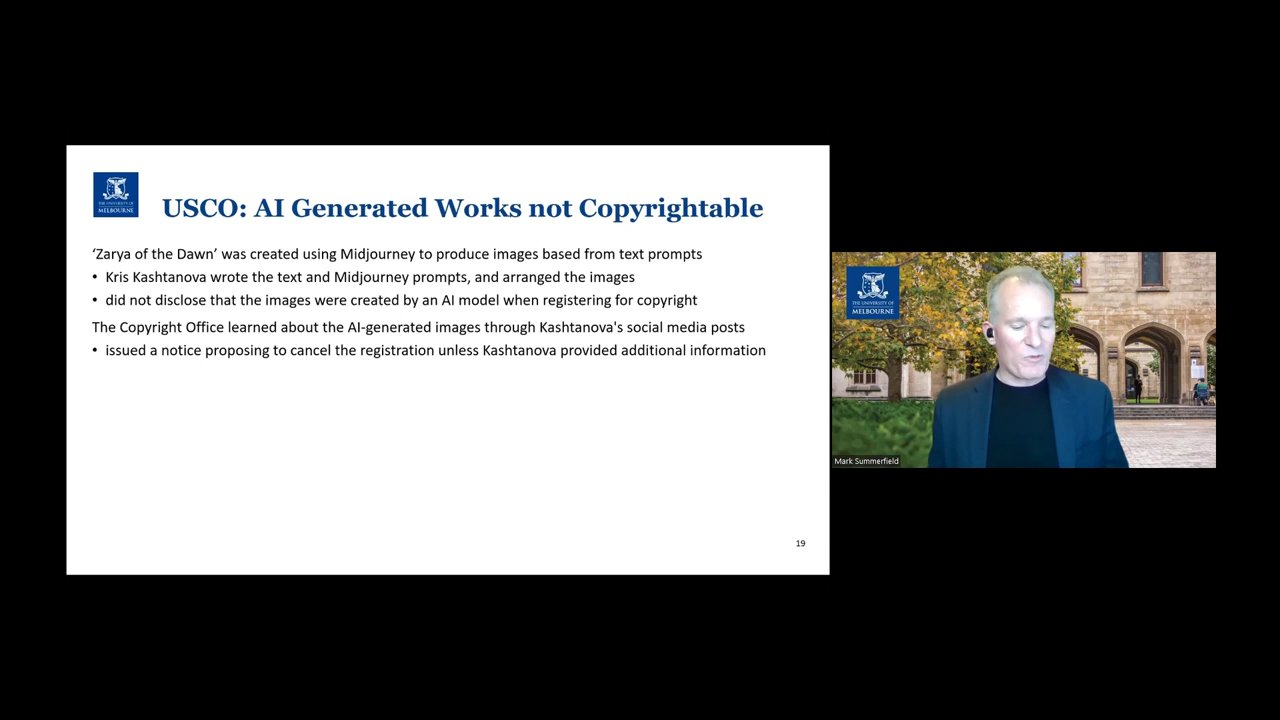 THE UNIVERSITY OF
MELBOURNE
USCO: AI Generated Works not Copyrightable
‘Zarya of the Dawn’ was created using Midjourney to produce images based from text prompts
• Kris Kashtanova wrote the text and Midjourney prompts, and arranged the images
• did not disclose that the images were created by an AI model when registering for copyright
The Copyright Office learned about the AI-generated images through Kashtanova's social media posts
• issued a notice proposing to cancel the registration unless Kashtanova provided additional information
19
THE UNIVERSITY OF
MELBOURNE
Mark Summerfield